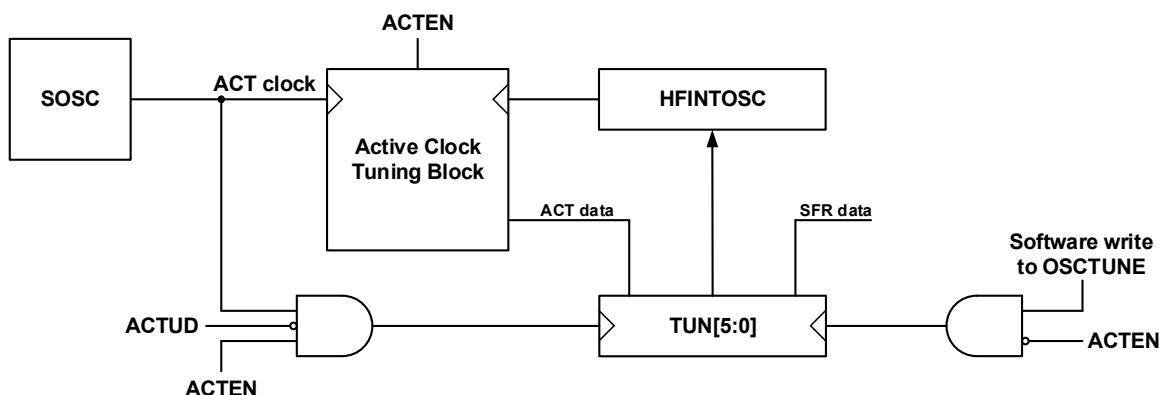 ACTEN
SOSC
ACT clock
HFINTOSC
Active Clock
Tuning Block
ACT data
SFR data
Software write
to OSCTUNE
ACTUD
TUN[5:0]
ACTEN
ACTEN